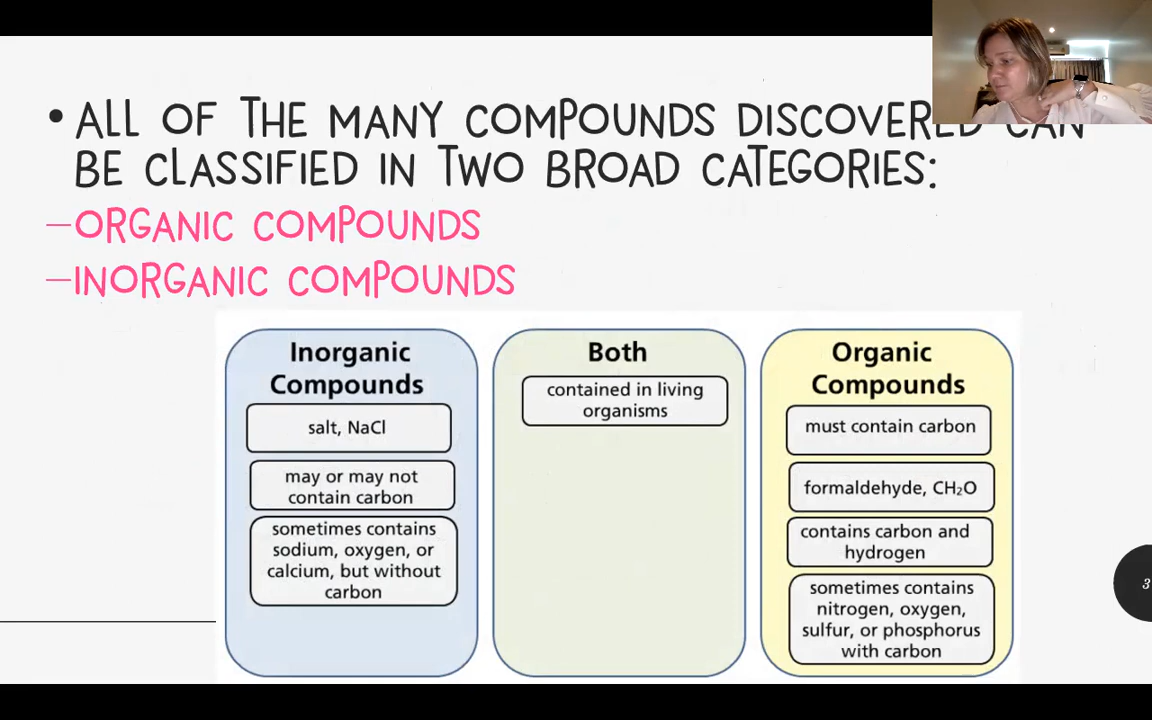 • ALL OF THE MANY COMPOUNDS DISCOVERED CAN
BE CLASSIFIED IN TWO BROAD CATEGORIES:
—ORGANIC COMPOUNDS
—INORGANIC COMPOUNDS
Inorganic
Compounds
salt, NaCl
may or may not
contain carbon
sometimes contains
sodium, oxygen, or
calcium, but without
carbon
Both
contained in living
organisms
Organic
Compounds
must contain carbon
formaldehyde, CH₂O
contains carbon and
hydrogen
sometimes contains
nitrogen, oxygen,
sulfur, or phosphorus
with carbon
3